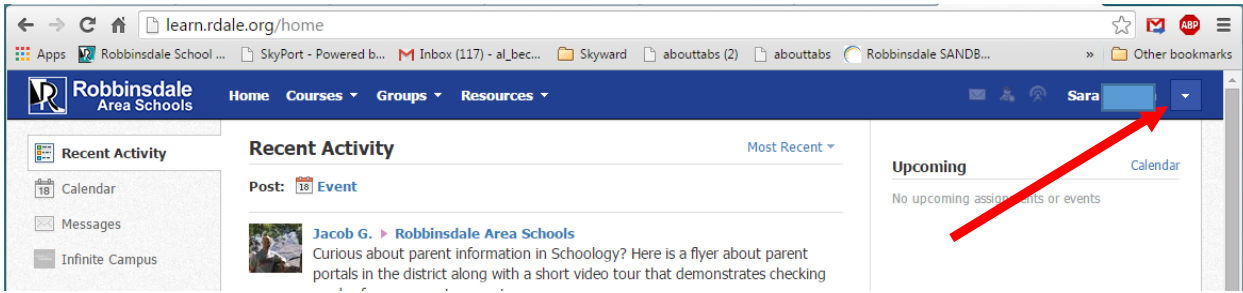 learn.rdale.org/home
ABP
Apps Robbinsdale School ... SkyPort - Powered b... Inbox (117) - al_bec... Skyward abouttabs (2) abouttabs Robbinsdale SANDB... » Other bookmarks
R Robbinsdale Area Schools
Home Courses Groups Resources Sara
Recent Activity
Calendar
Messages
Infinite Campus
Recent Activity Most Recent
Post: 18 Event
Jacob G. Robbinsdale Area Schools
Curious about parent information in Schoology? Here is a flyer about parent
portals in the district along with a short video tour that demonstrates checking
Upcoming Calendar
No upcoming assignments or events